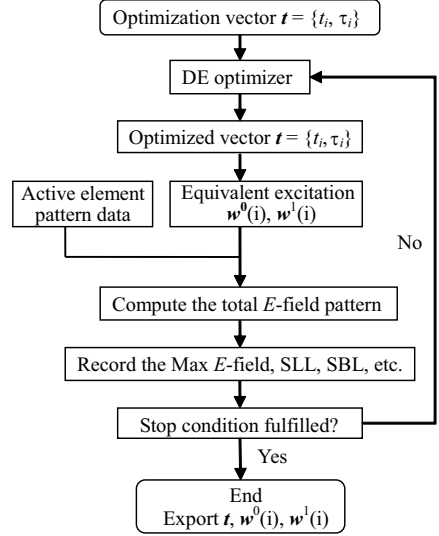 Optimization vector t = {tᵢ, τᵢ}
DE optimizer
Optimized vector t = {tᵢ,τᵢ}
Active element
pattern data
Equivalent excitation
w⁰(i), w¹(i)
No
Compute the total E-field pattern
Record the Max E-field, SLL, SBL, etc.
Stop condition fulfilled?
Yes
End
Export t, w⁰(i), w¹(i)